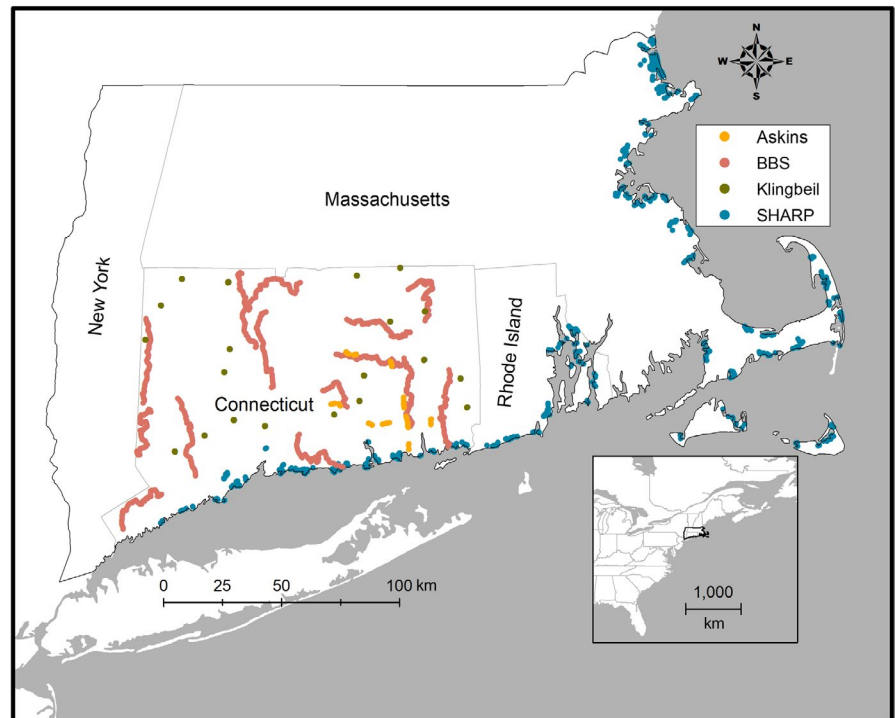 N
W E
S
Askins
BBS
Klingbeil
SHARP
Massachusetts
New York
Rhode Island
Connecticut
0 25 50 100 km
1,000
km